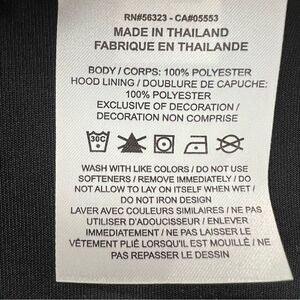 RN#56323 - CA#05553
MADE IN THAILAND
FABRIQUE EN THAILANDE
BODY / CORPS: 100% POLYESTER
HOOD LINING / DOUBLURE DE CAPUCHE:
100% POLYESTER
EXCLUSIVE OF DECORATION /
DECORATION NON COMPRISE
30C
WASH WITH LIKE COLORS / DO NOT USE
SOFTENERS / REMOVE IMMEDIATELY / DO
NOT ALLOW TO LAY ON ITSELF WHEN WET /
DO NOT IRON DESIGN
LAVER AVEC COULEURS SIMILAIRES / NE PAS
UTILISER D'ADOUCISSEUR / ENLEVER
IMMEDIATEMENT / NE PAS LAISSER LE
VÊTEMENT PLIÉ LORSQU'IL EST MOUILLÉ / NE
PAS REPASSER LE DESSIN